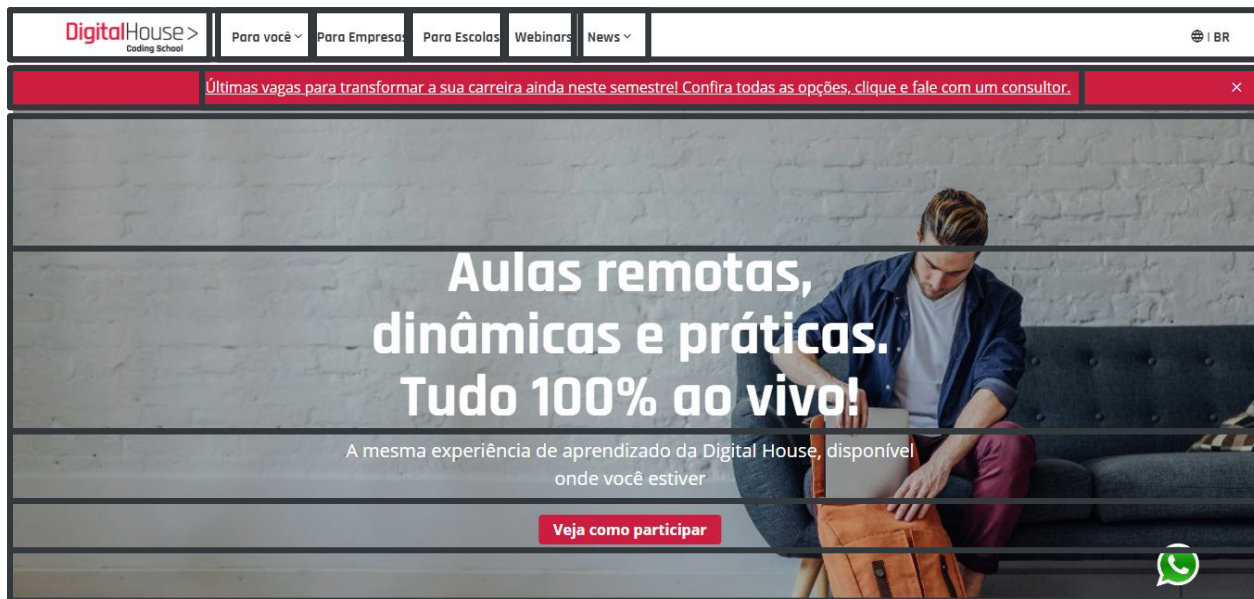 DigitalHouse>
Coding School
Para você
Para Empresas
Para Escolas
Webinars
News
| BR
Últimas vagas para transformar a sua carreira ainda neste semestre! Confira todas as opções, clique e fale com um consultor.
×
Aulas remotas,
dinâmicas e práticas.
Tudo 100% ao vivo!
A mesma experiência de aprendizado da Digital House, disponível
onde você estiver
Veja como participar